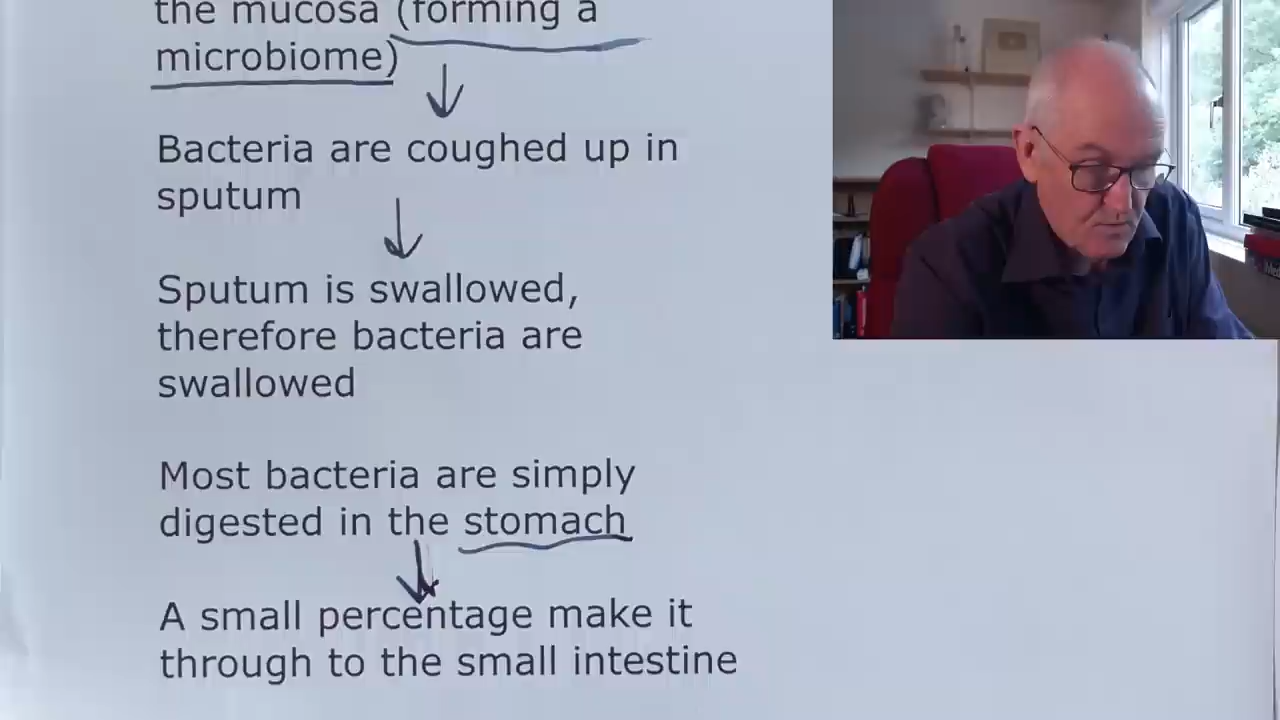 the mucosa (forming a
microbiome)
Bacteria are coughed up in
sputum
Sputum is swallowed,
therefore bacteria are
swallowed
Most bacteria are simply
digested in the stomach
A small percentage make it
through to the small intestine